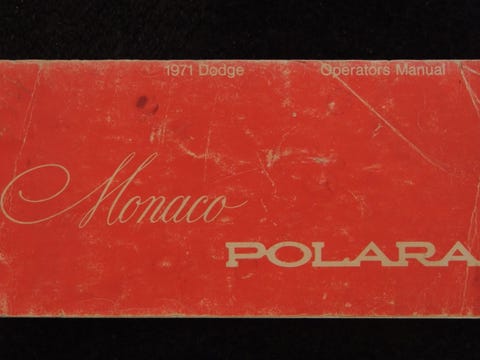 1971 Dodge Operators Manual
Monaco
POLARA